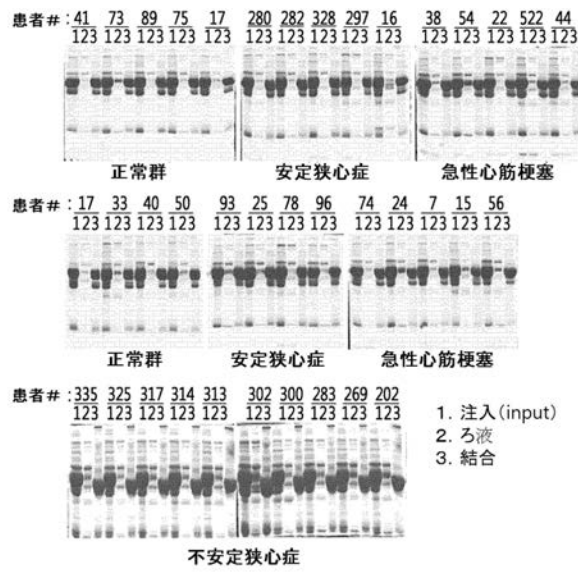 患者# : 41 73 89 75 17 280 282 328 297 16 38 54 22 522 44
123 123 123 123 123 123 123 123 123 123 123 123 123 123 123
正常群 安定狭心症 急性心筋梗塞
患者# : 17 33 40 50 93 25 78 96 74 24 7 15 56
123 123 123 123 123 123 123 123 123 123 123 123 123
正常群 安定狭心症 急性心筋梗塞
患者# : 335 325 317 314 313 302 300 283 269 202
123 123 123 123 123 123 123 123 123 123
1. 注入(input)
2. ろ液
3. 結合
不安定狭心症